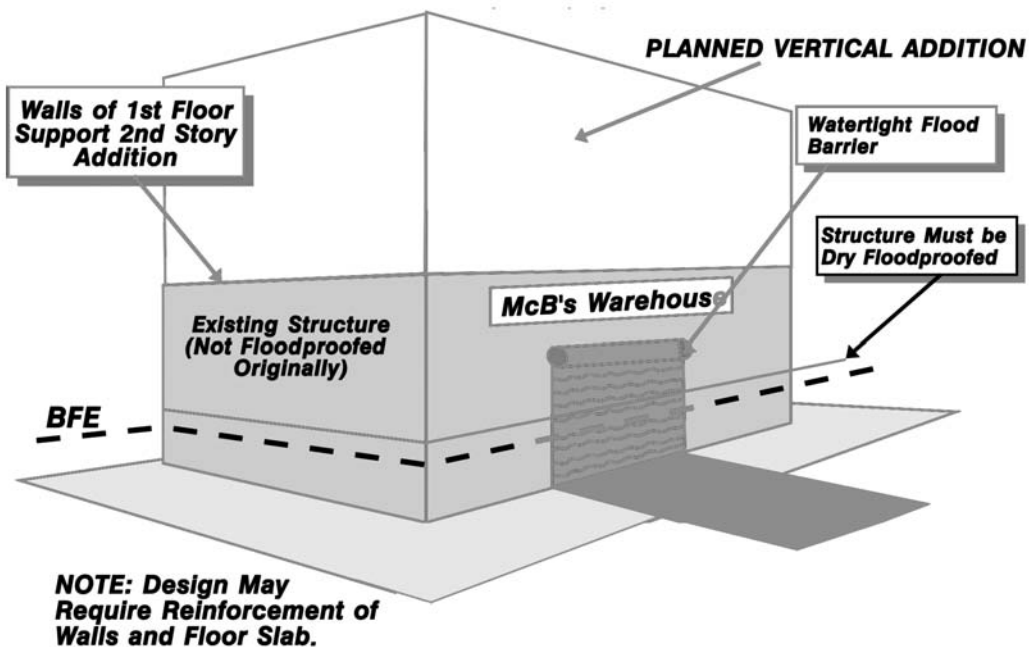 PLANNED VERTICAL ADDITION
Walls of 1st Floor
Support 2nd Story
Addition
Watertight Flood
Barrier
Structure Must be
Dry Floodproofed
McB's Warehouse
Existing Structure
(Not Floodproofed
Originally)
BFE
NOTE: Design May
Require Reinforcement of
Walls and Floor Slab.